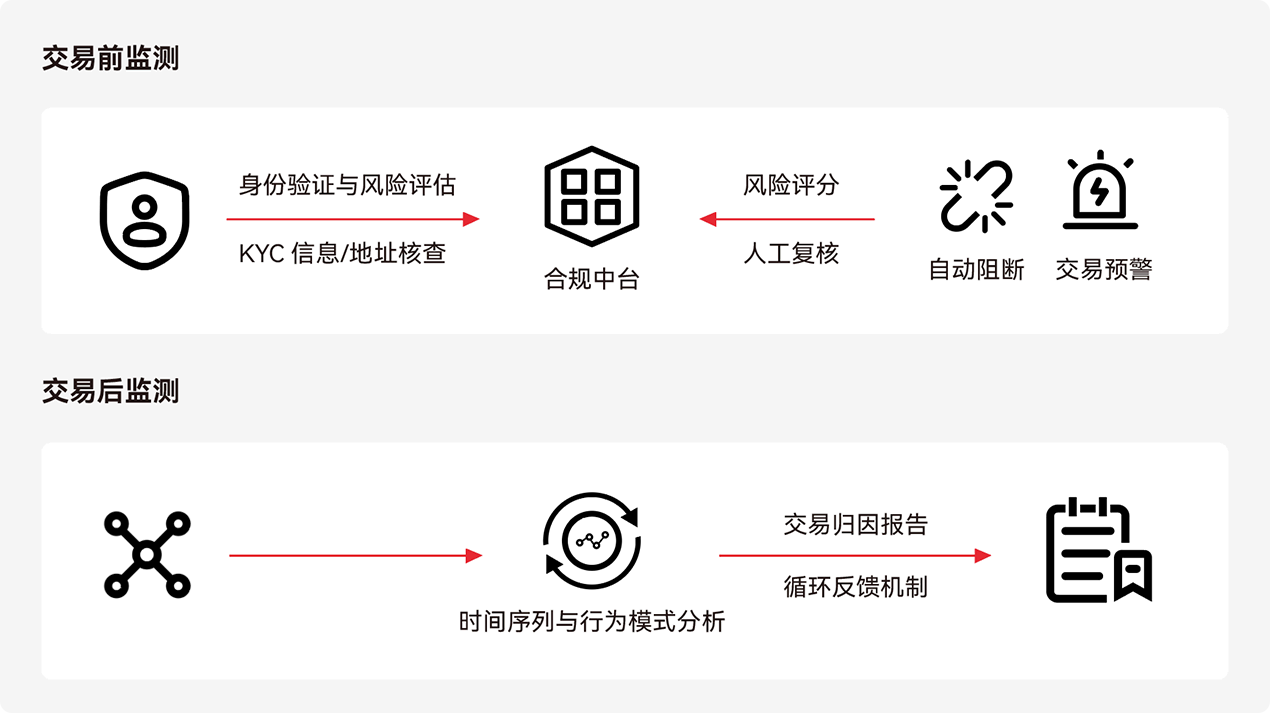 交易前监测
身份验证与风险评估
KYC 信息/地址核查
合规中台
风险评分
人工复核
自动阻断
交易预警
交易后监测
时间序列与行为模式分析
交易归因报告
循环反馈机制